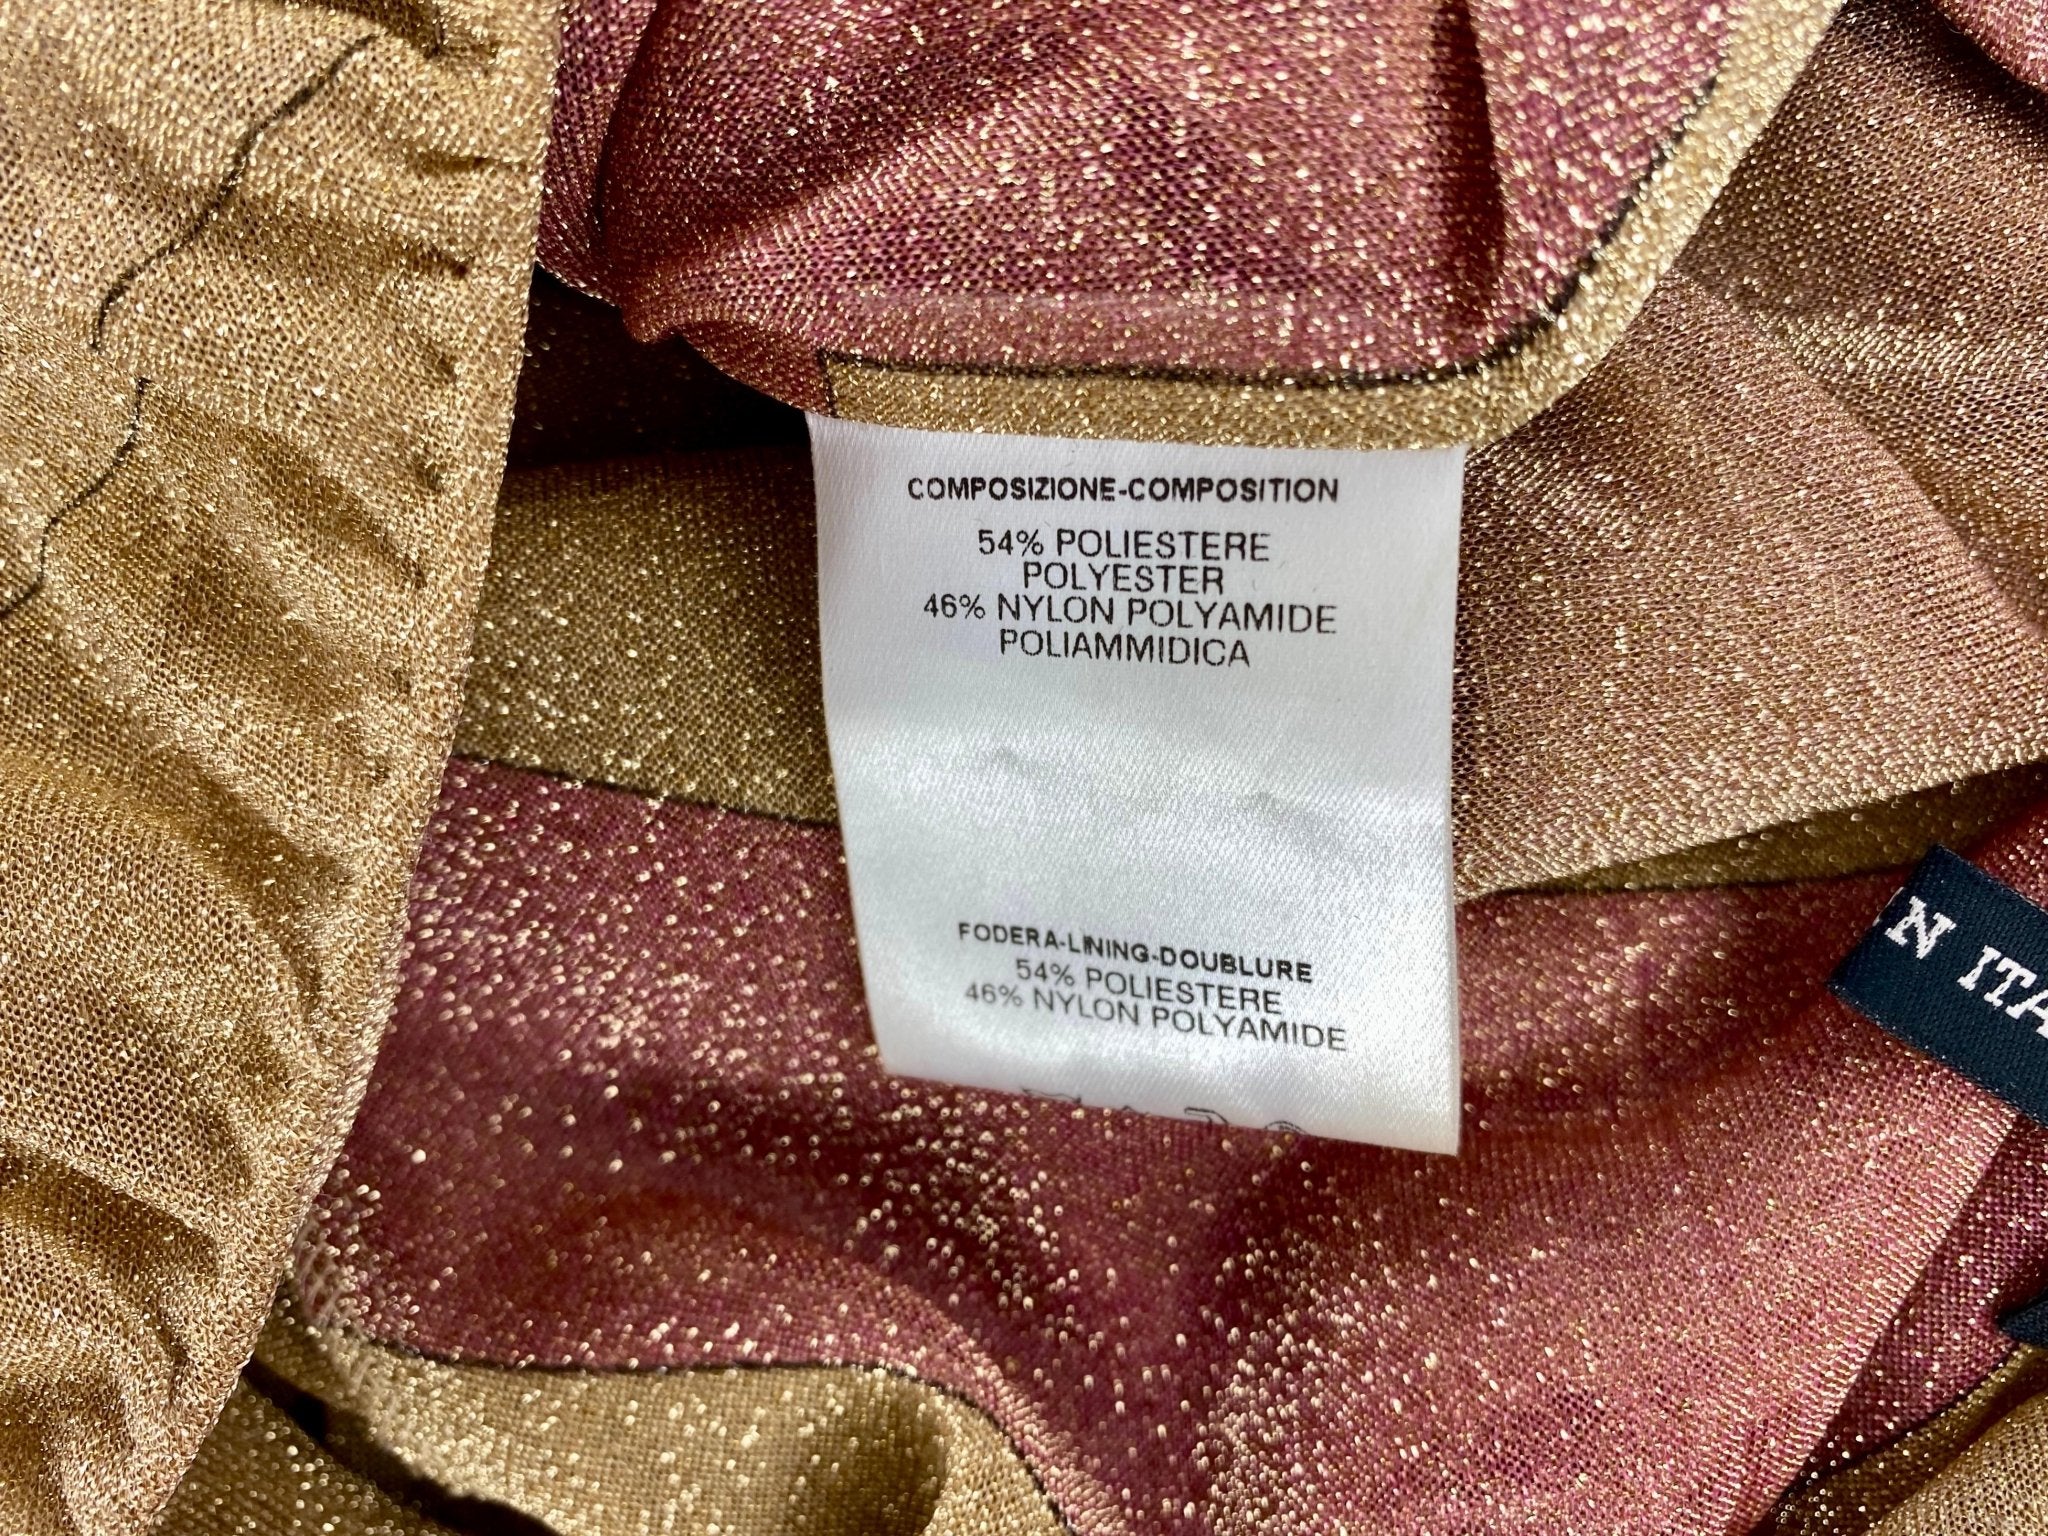 COMPOSIZIONE-COMPOSITION
54% POLIESTERE
POLYESTER
46% NYLON POLYAMIDE
POLIAMMIDICA
FODERA-LINING-DOUBLURE
54% POLIESTERE
46% NYLON POLYAMIDE
N ITA